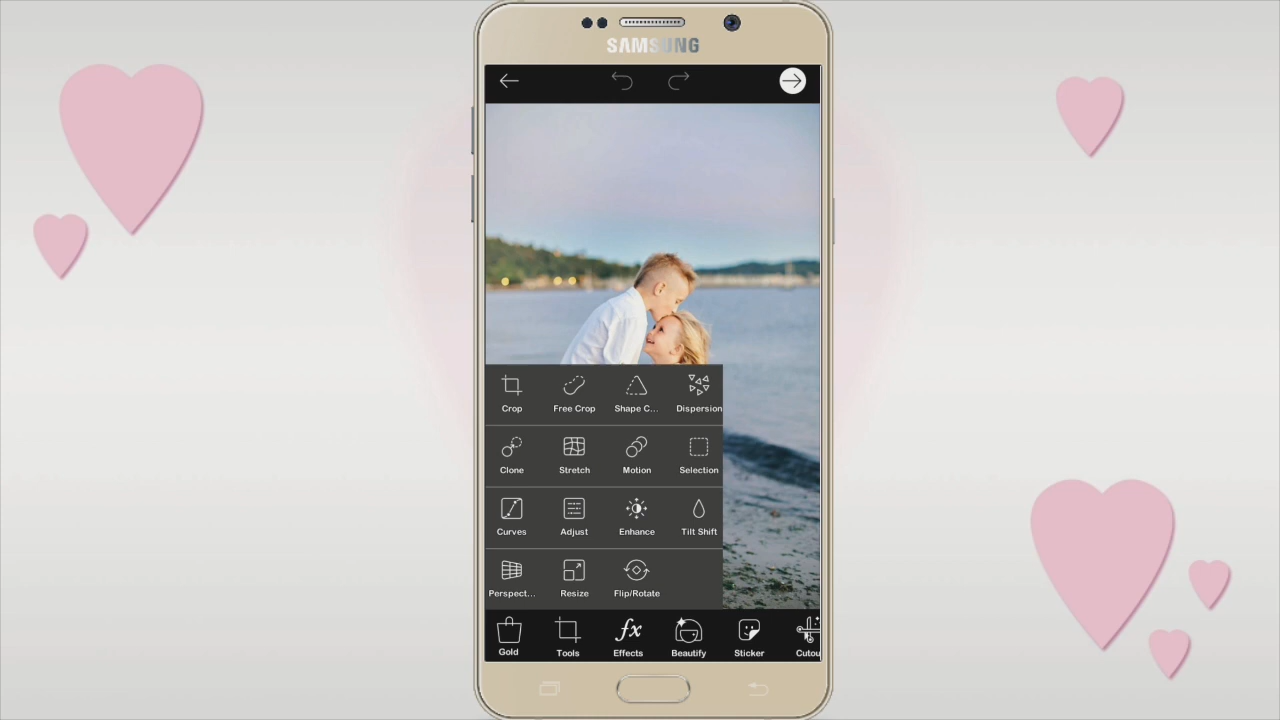 SAMSUNG
Crop Free Crop Shape C... Dispersion
Clone Stretch Motion Selection
Curves Adjust Enhance Tilt Shift
Perspect... Resize Flip/Rotate
Gold Tools Effects Beautify Sticker Cutou